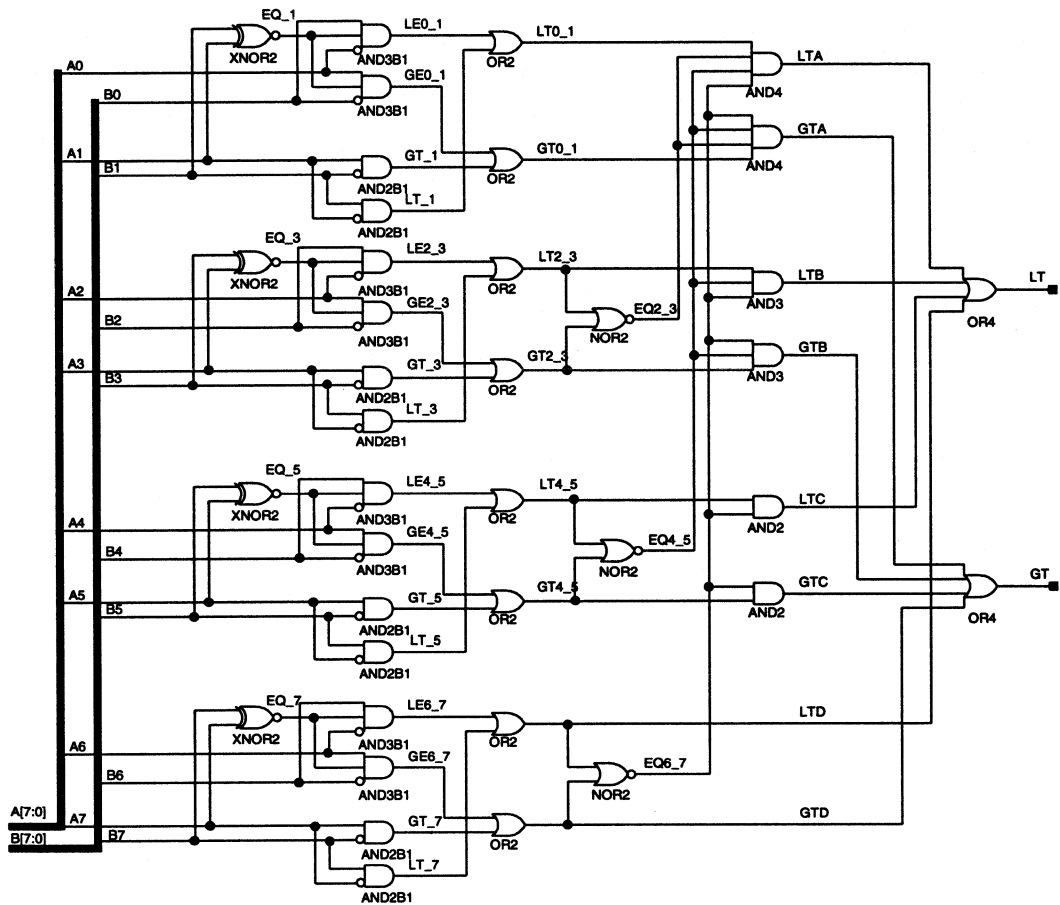 EQ_1
LE0_1
LT0_1
XNOR2
AND3B1
OR2
LTA
A0
GE0_1
AND4
B0
AND3B1
GTA
A1
GT_1
GT0_1
AND4
B1
AND2B1
OR2
LT_1
AND2B1
EQ_3
LE2_3
LT2_3
XNOR2
AND3B1
OR2
LTB
LT
A2
GE2_3
EQ2_3
AND3
B2
AND3B1
NOR2
OR4
A3
GT_3
GT2_3
GTB
B3
AND2B1
OR2
AND3
LT_3
AND2B1
EQ_5
LE4_5
LT4_5
LTC
XNOR2
AND3B1
OR2
AND2
A4
GE4_5
EQ4_5
B4
AND3B1
NOR2
GT
A5
GT_5
GT4_5
GTC
B5
AND2B1
OR2
AND2
OR4
LT_5
AND2B1
EQ_7
LE6_7
LTD
XNOR2
AND3B1
OR2
A6
GE6_7
EQ6_7
B6
AND3B1
NOR2
A[7:0]
A7
GT_7
GTD
B[7:0]
B7
AND2B1
OR2
LT_7
AND2B1